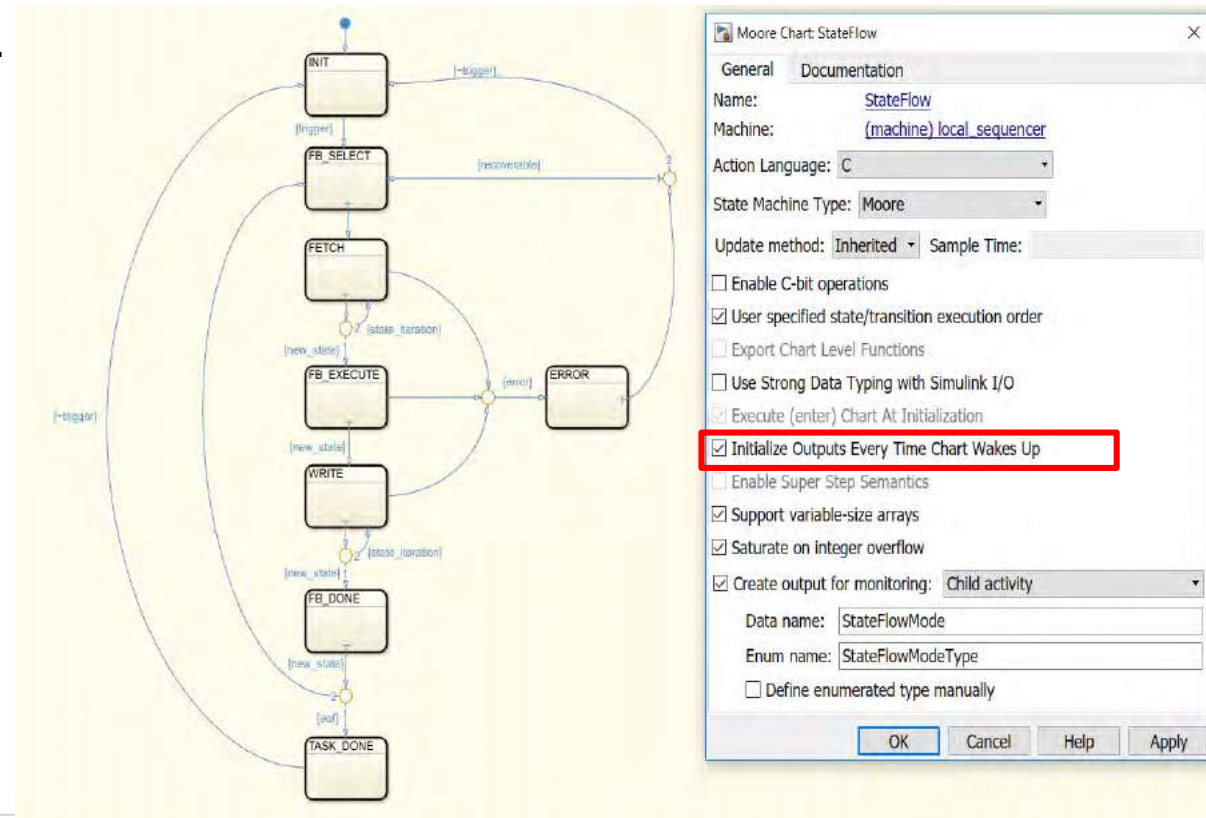 INIT
[~trigger]
[trigger]
FB_SELECT
[recoverable]
2
1
FETCH
2
[state_iteration]
[new_state]
FB_EXECUTE
[error]
ERROR
[~trigger]
[new_state]
WRITE
2
[state_iteration]
[new_state]
FB_DONE
[new_state]
2
[eof]
TASK_DONE
Moore Chart: StateFlow
General Documentation
Name: StateFlow
Machine: (machine) local_sequencer
Action Language: C
State Machine Type: Moore
Update method: Inherited Sample Time:
Enable C-bit operations
User specified state/transition execution order
Export Chart Level Functions
Use Strong Data Typing with Simulink I/O
Execute (enter) Chart At Initialization
Initialize Outputs Every Time Chart Wakes Up
Enable Super Step Semantics
Support variable-size arrays
Saturate on integer overflow
Create output for monitoring: Child activity
Data name: StateFlowMode
Enum name: StateFlowModeType
Define enumerated type manually
OK Cancel Help Apply